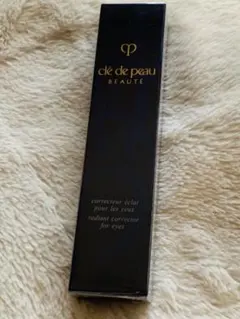 clé de peau
BEAUTÉ
correcteur éclat
pour les yeux
radiant corrector
for eyes